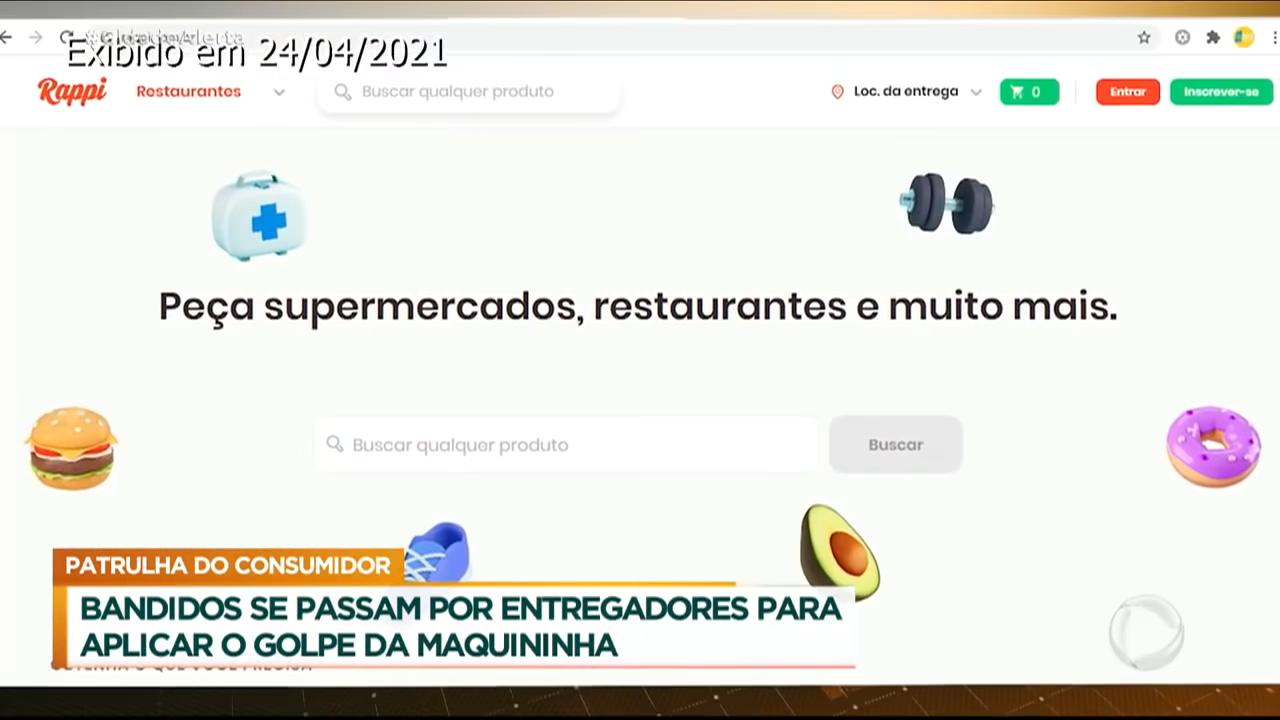 Exibido em 24/04/2021
Rappi
Restaurantes
Buscar qualquer produto
Loc. da entrega
0
Entrar
Inscrever-se
Peça supermercados, restaurantes e muito mais.
Buscar qualquer produto
Buscar
PATRULHA DO CONSUMIDOR
BANDIDOS SE PASSAM POR ENTREGADORES PARA
APLICAR O GOLPE DA MAQUININHA